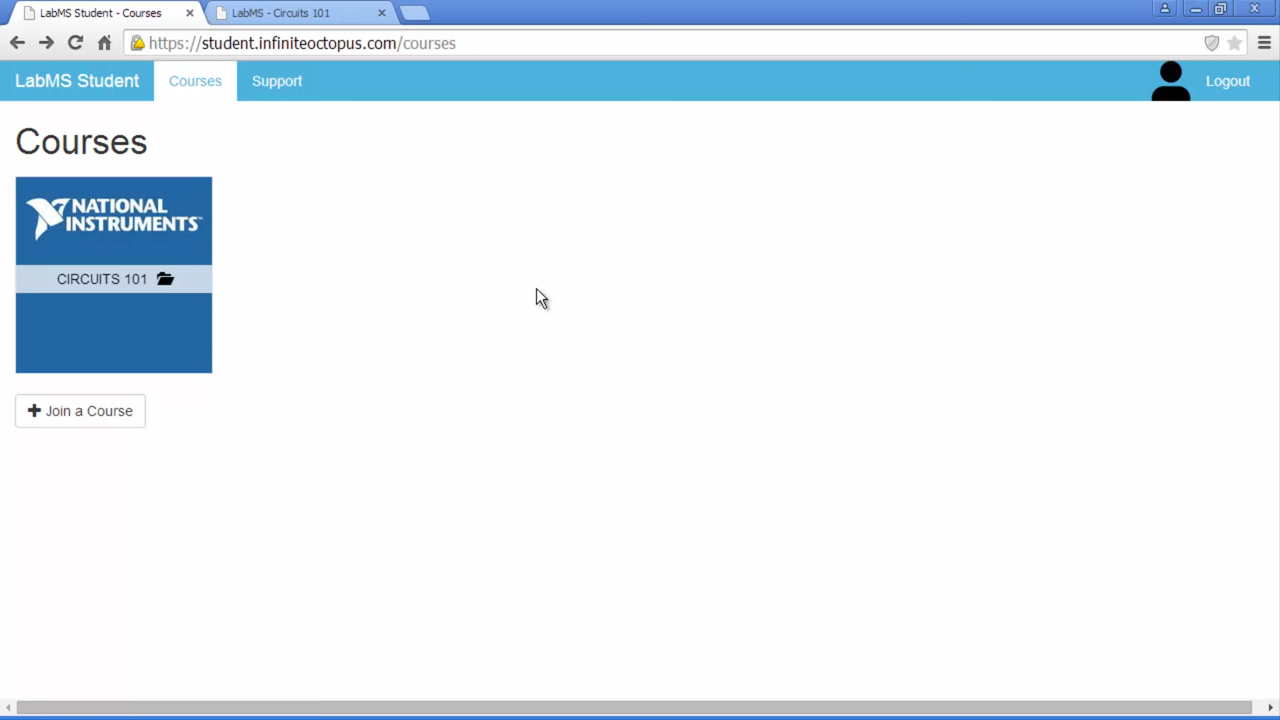 LabMS Student - Courses
LabMS - Circuits 101
https://student.infiniteoctopus.com/courses
LabMS Student
Courses
Support
Logout
Courses
NATIONAL
INSTRUMENTS™
CIRCUITS 101
Join a Course